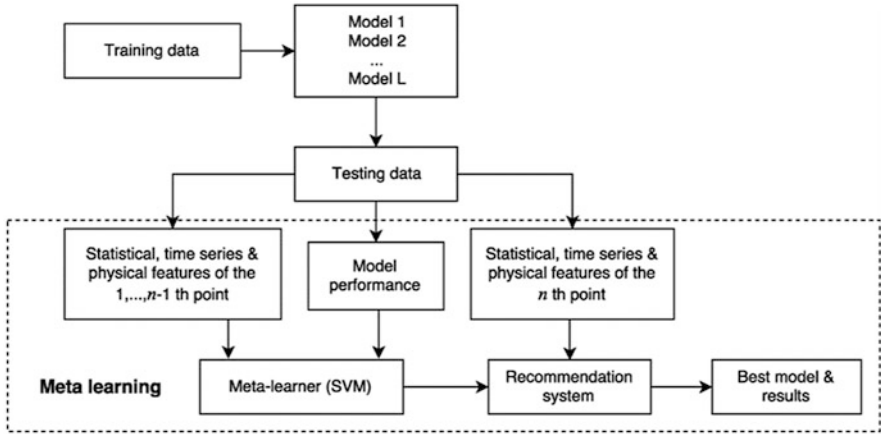 Training data
Model 1
Model 2
...
Model L
Testing data
Statistical, time series &
physical features of the
1,...,n-1 th point
Model
performance
Statistical, time series &
physical features of the
n th point
Meta learning
Meta-learner (SVM)
Recommendation
system
Best model &
results